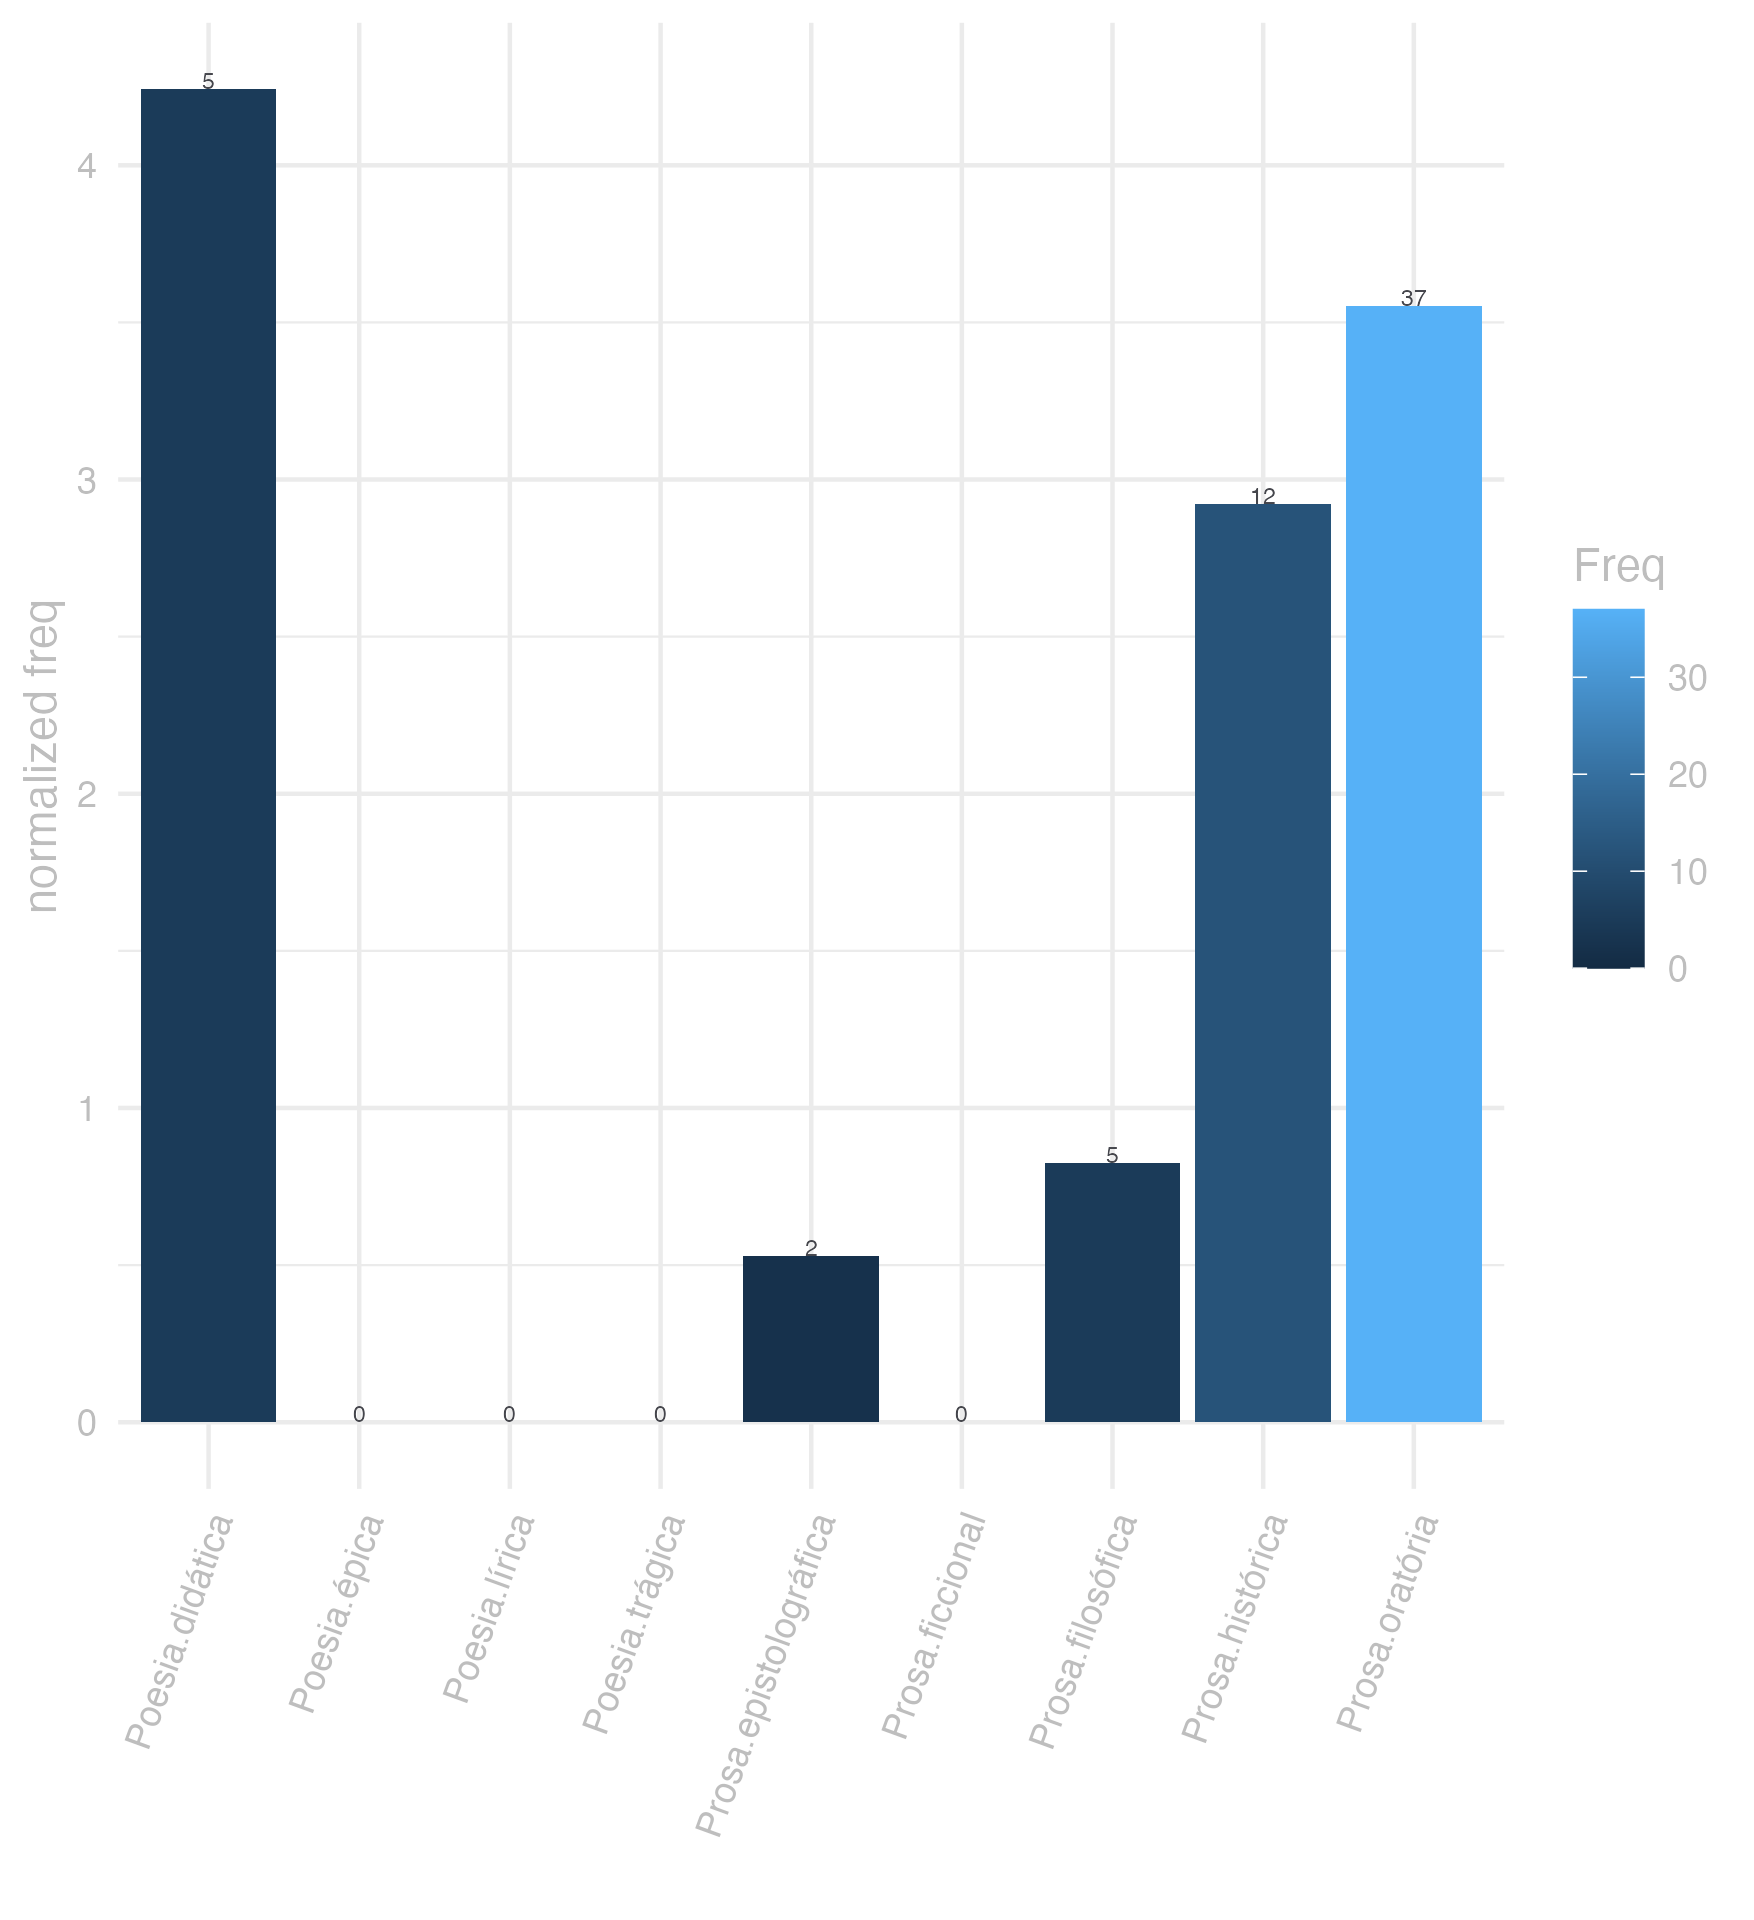 normalized freq
4
3
2
1
0
5
0
0
0
2
0
5
12
37
Poesia.didática
Poesia.épica
Poesia.lírica
Poesia.trágica
Prosa.epistolográfica
Prosa.ficcional
Prosa.filosófica
Prosa.histórica
Prosa.oratória
Freq
30
20
10
0